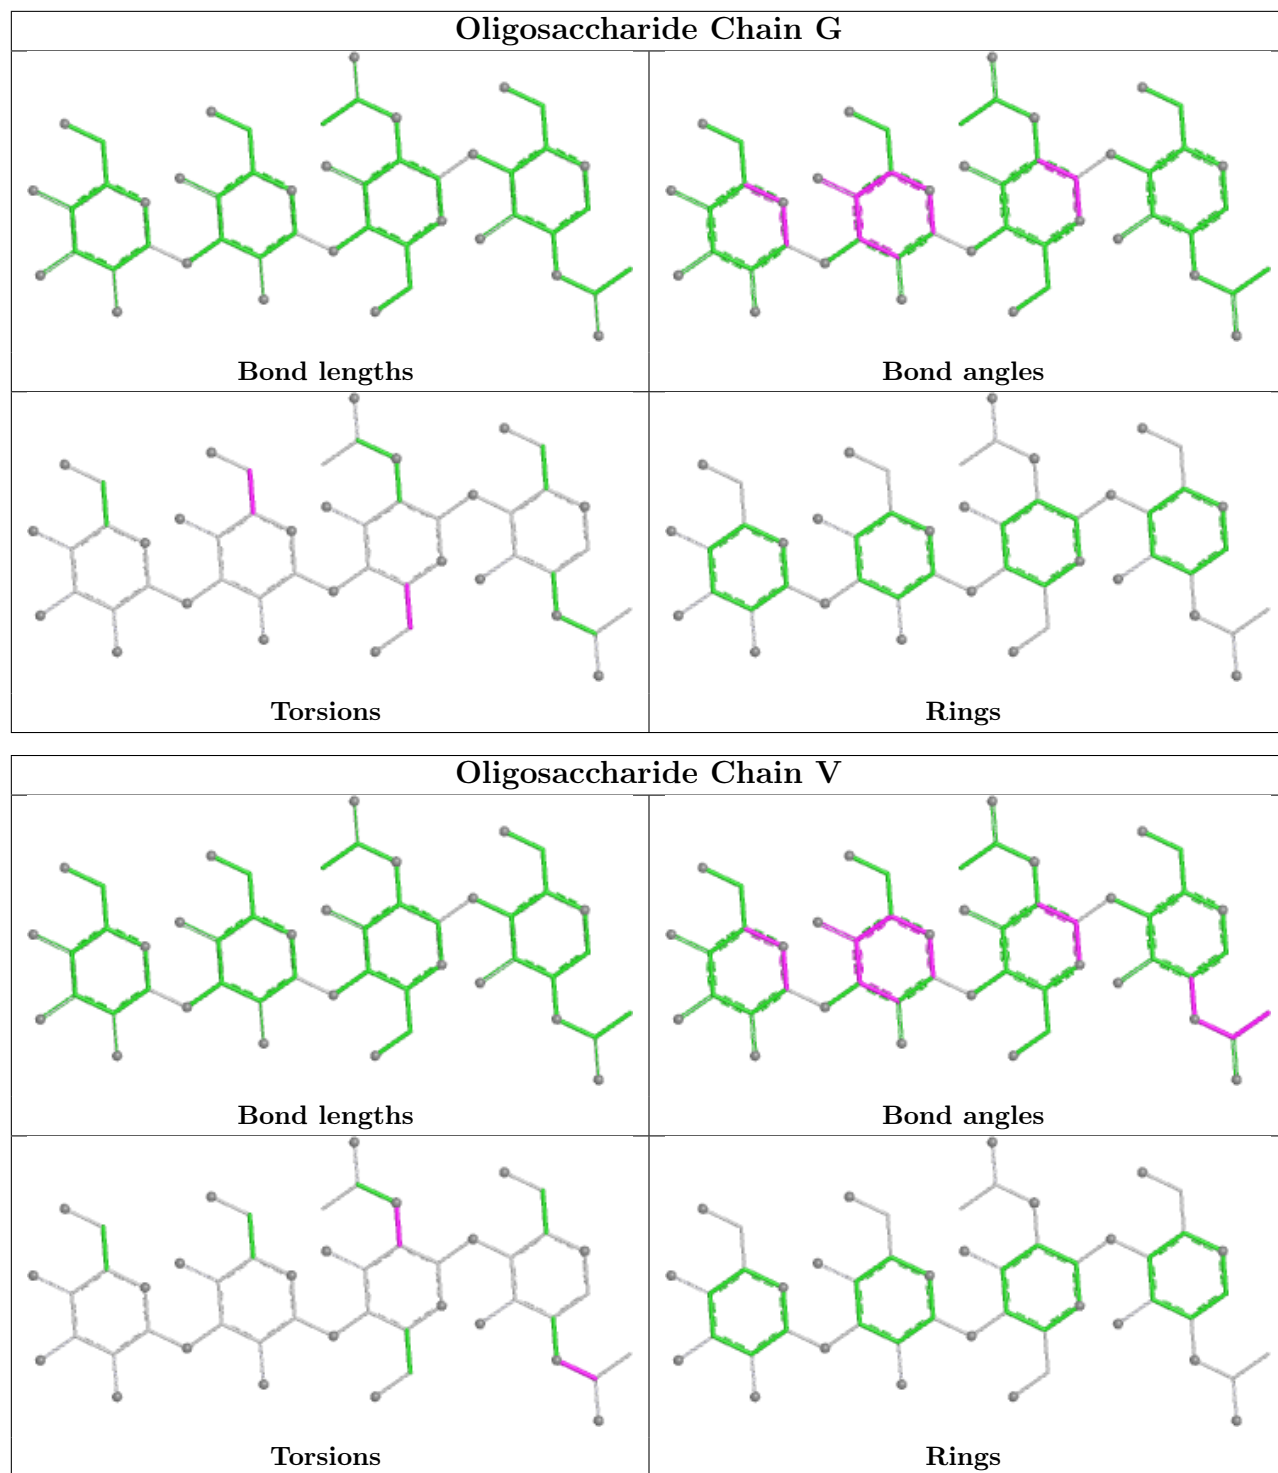 Oligosaccharide Chain G
Bond lengths
Bond angles
Torsions
Rings
Oligosaccharide Chain V
Bond lengths
Bond angles
Torsions
Rings